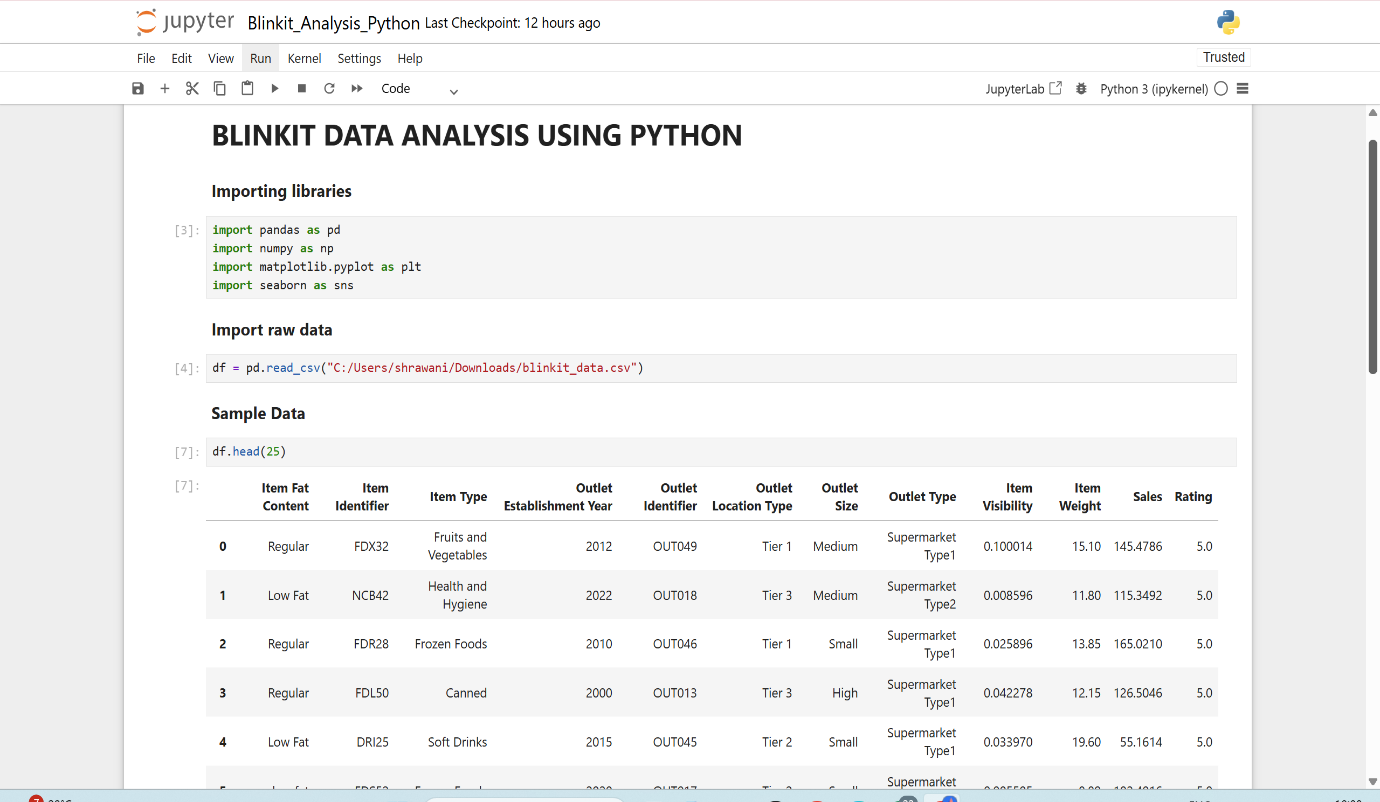 jupyter Blinkit_Analysis_Python Last Checkpoint: 12 hours ago
File Edit View Run Kernel Settings Help
Trusted
Code
JupyterLab Python 3 (ipykernel)
BLINKIT DATA ANALYSIS USING PYTHON
Importing libraries
[3]: import pandas as pd
import numpy as np
import matplotlib.pyplot as plt
import seaborn as sns
Import raw data
[4]: df = pd.read_csv("C:/Users/shrawani/Downloads/blinkit_data.csv")
Sample Data
[7]: df.head(25)
[7]:
Item Fat Content Item Identifier Item Type Outlet Establishment Year Outlet Identifier Outlet Location Type Outlet Size Outlet Type Item Visibility Item Weight Sales Rating
0 Regular FDX32 Fruits and Vegetables 2012 OUT049 Tier 1 Medium Supermarket Type1 0.100014 15.10 145.4786 5.0
1 Low Fat NCB42 Health and Hygiene 2022 OUT018 Tier 3 Medium Supermarket Type2 0.008596 11.80 115.3492 5.0
2 Regular FDR28 Frozen Foods 2010 OUT046 Tier 1 Small Supermarket Type1 0.025896 13.85 165.0210 5.0
3 Regular FDL50 Canned 2000 OUT013 Tier 3 High Supermarket Type1 0.042278 12.15 126.5046 5.0
4 Low Fat DRI25 Soft Drinks 2015 OUT045 Tier 2 Small Supermarket Type1 0.033970 19.60 55.1614 5.0
Supermarket